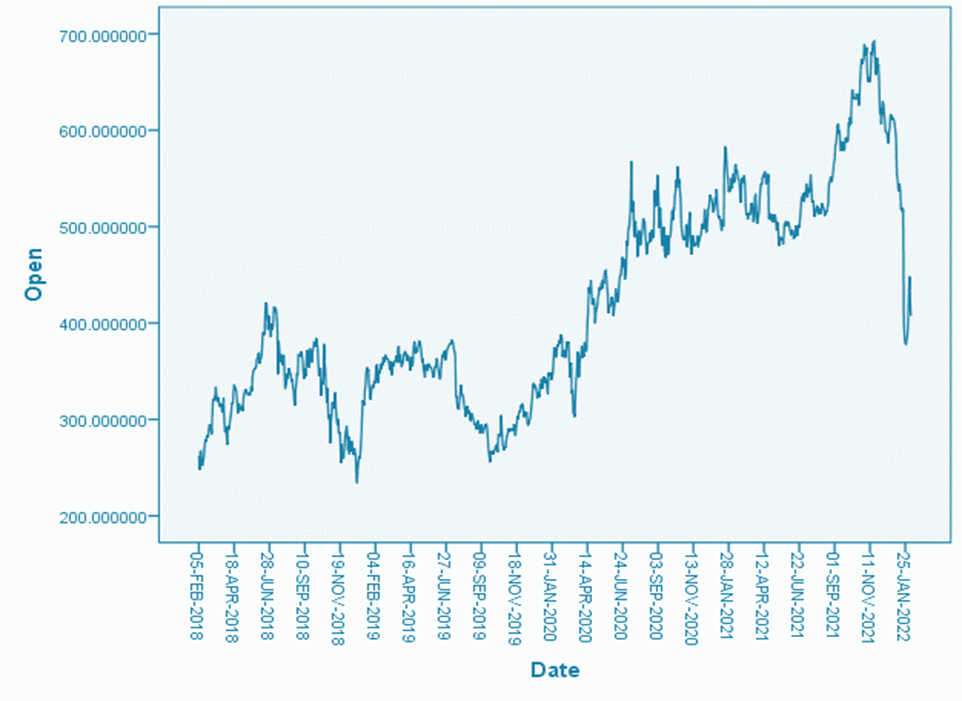 700.000000
600.000000
500.000000
400.000000
300.000000
200.000000
Open
05-FEB-2018
18-APR-2018
28-JUN-2018
10-SEP-2018
19-NOV-2018
04-FEB-2019
16-APR-2019
27-JUN-2019
09-SEP-2019
18-NOV-2019
31-JAN-2020
14-APR-2020
24-JUN-2020
03-SEP-2020
13-NOV-2020
28-JAN-2021
12-APR-2021
22-JUN-2021
01-SEP-2021
11-NOV-2021
25-JAN-2022
Date